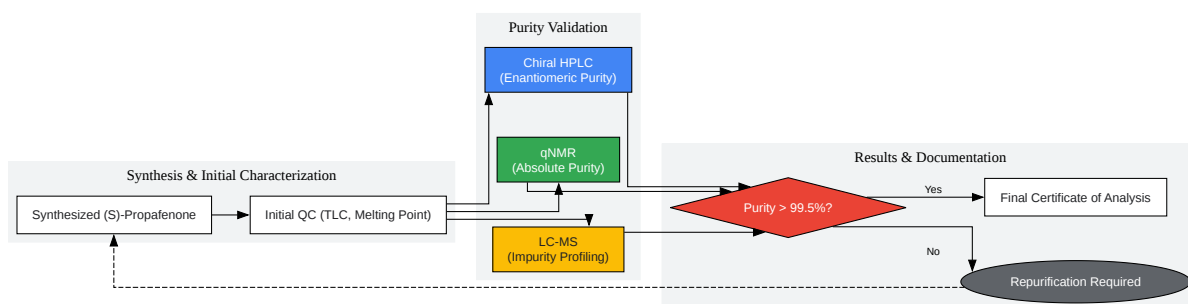 Purity Validation
Chiral HPLC
(Enantiomeric Purity)
qNMR
(Absolute Purity)
LC-MS
(Impurity Profiling)
Synthesis & Initial Characterization
Synthesized (S)-Propafenone
Initial QC (TLC, Melting Point)
Results & Documentation
Purity > 99.5%?
Yes
Final Certificate of Analysis
No
Repurification Required